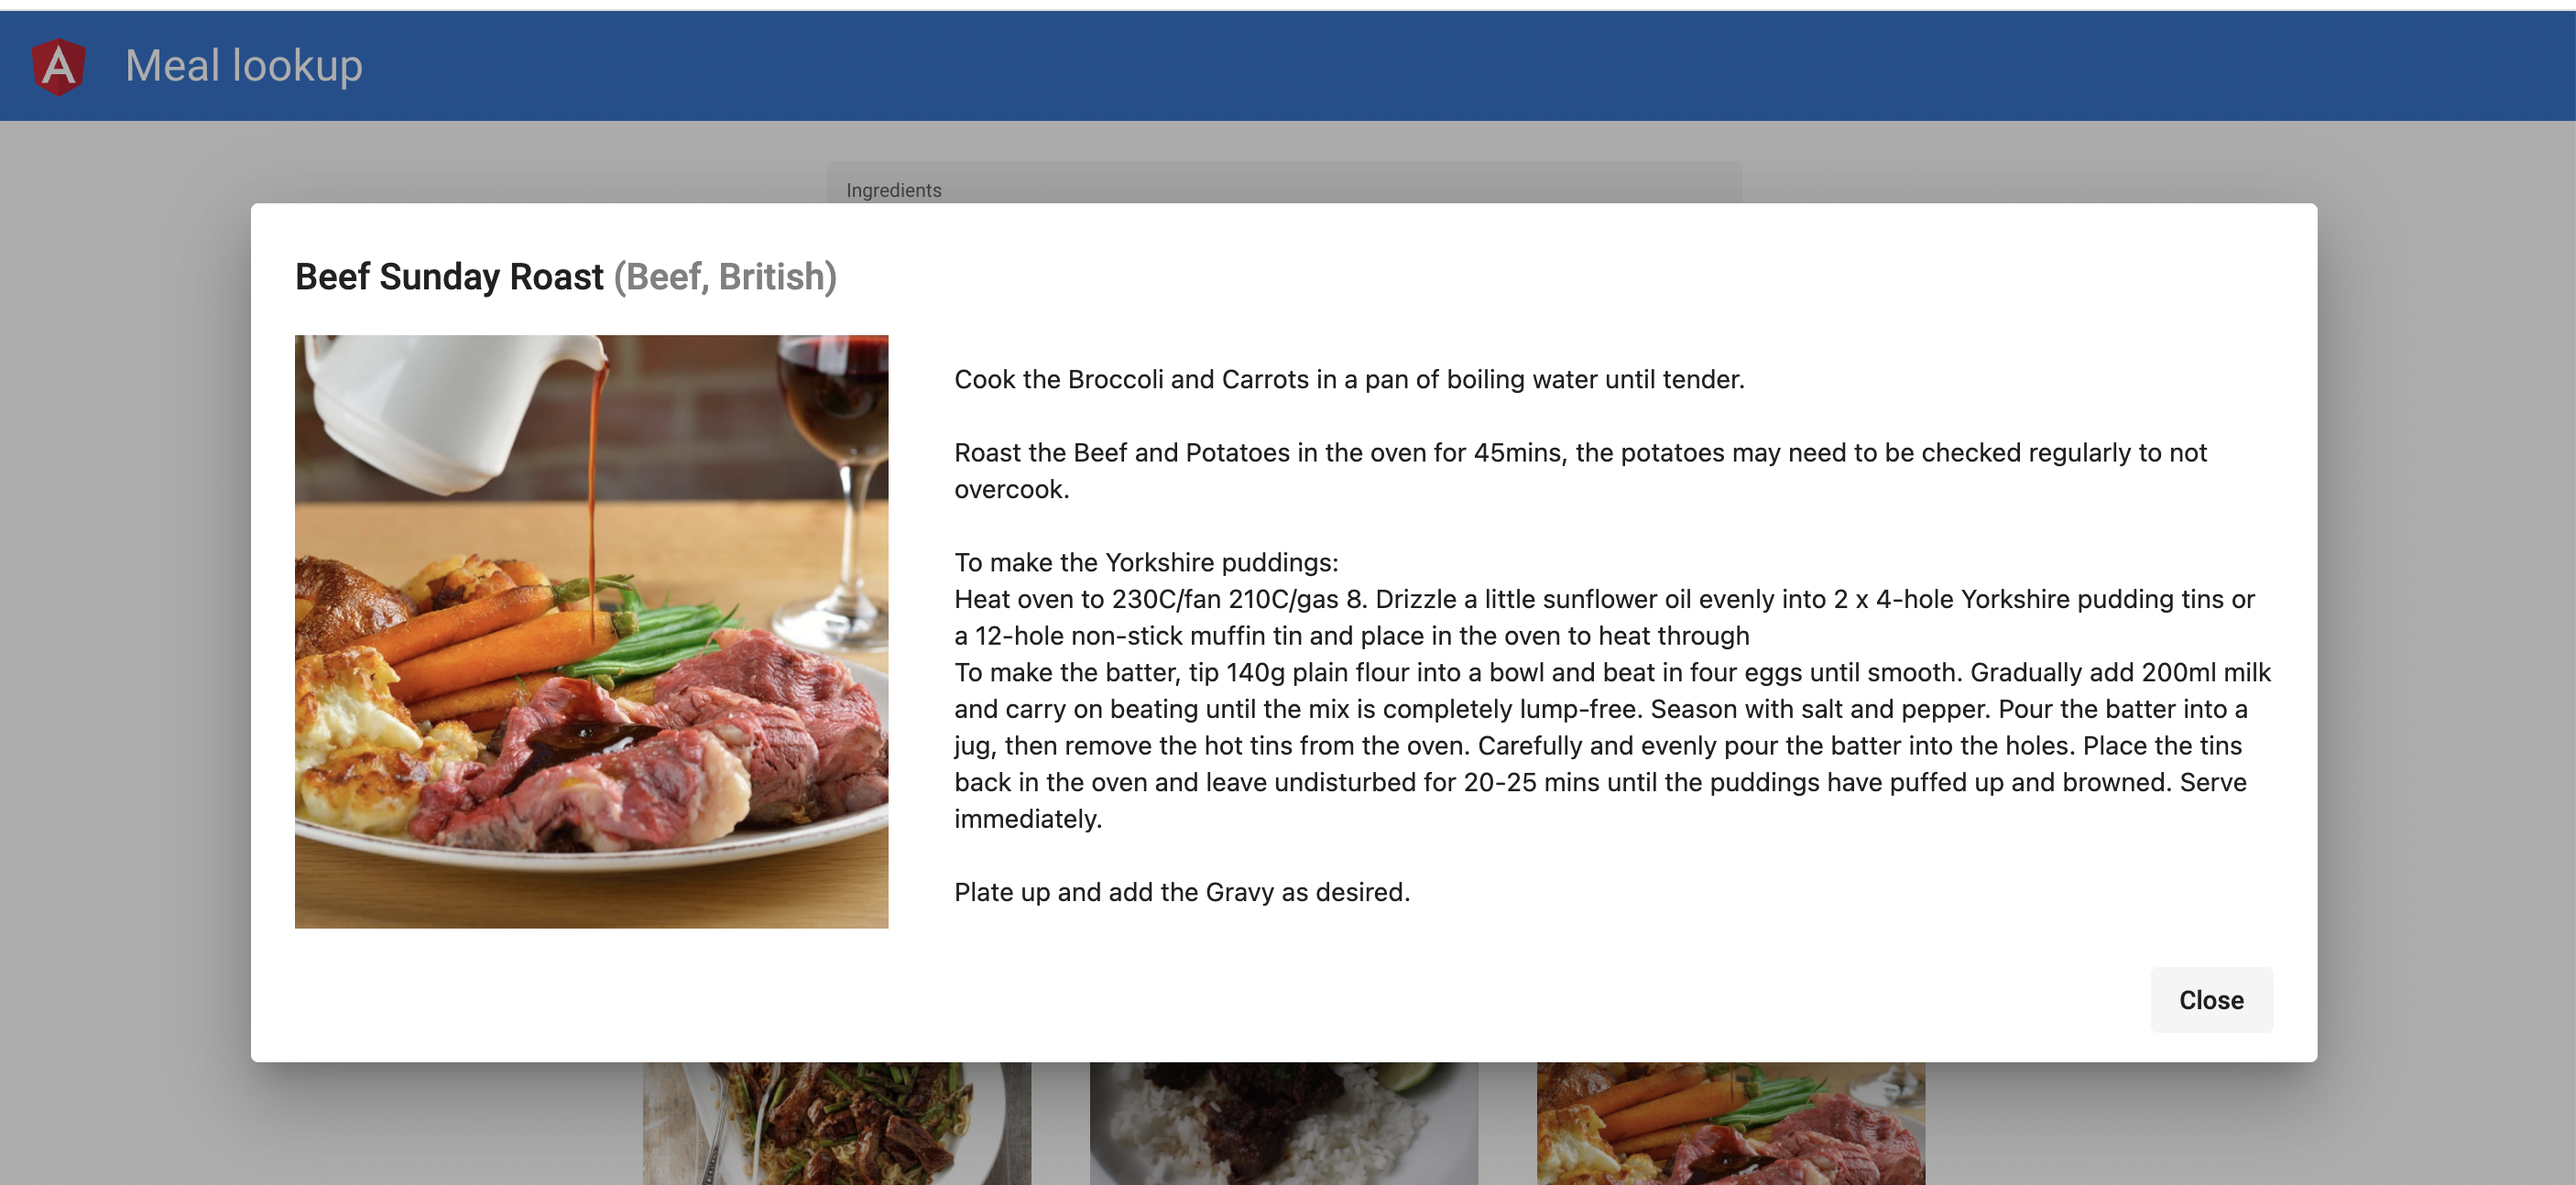 Meal lookup
Ingredients
Beef Sunday Roast (Beef, British)
Cook the Broccoli and Carrots in a pan of boiling water until tender.
Roast the Beef and Potatoes in the oven for 45mins, the potatoes may need to be checked regularly to not
overcook.
To make the Yorkshire puddings:
Heat oven to 230C/fan 210C/gas 8. Drizzle a little sunflower oil evenly into 2 x 4-hole Yorkshire pudding tins or
a 12-hole non-stick muffin tin and place in the oven to heat through
To make the batter, tip 140g plain flour into a bowl and beat in four eggs until smooth. Gradually add 200ml milk
and carry on beating until the mix is completely lump-free. Season with salt and pepper. Pour the batter into a
jug, then remove the hot tins from the oven. Carefully and evenly pour the batter into the holes. Place the tins
back in the oven and leave undisturbed for 20-25 mins until the puddings have puffed up and browned. Serve
immediately.
Plate up and add the Gravy as desired.
Close